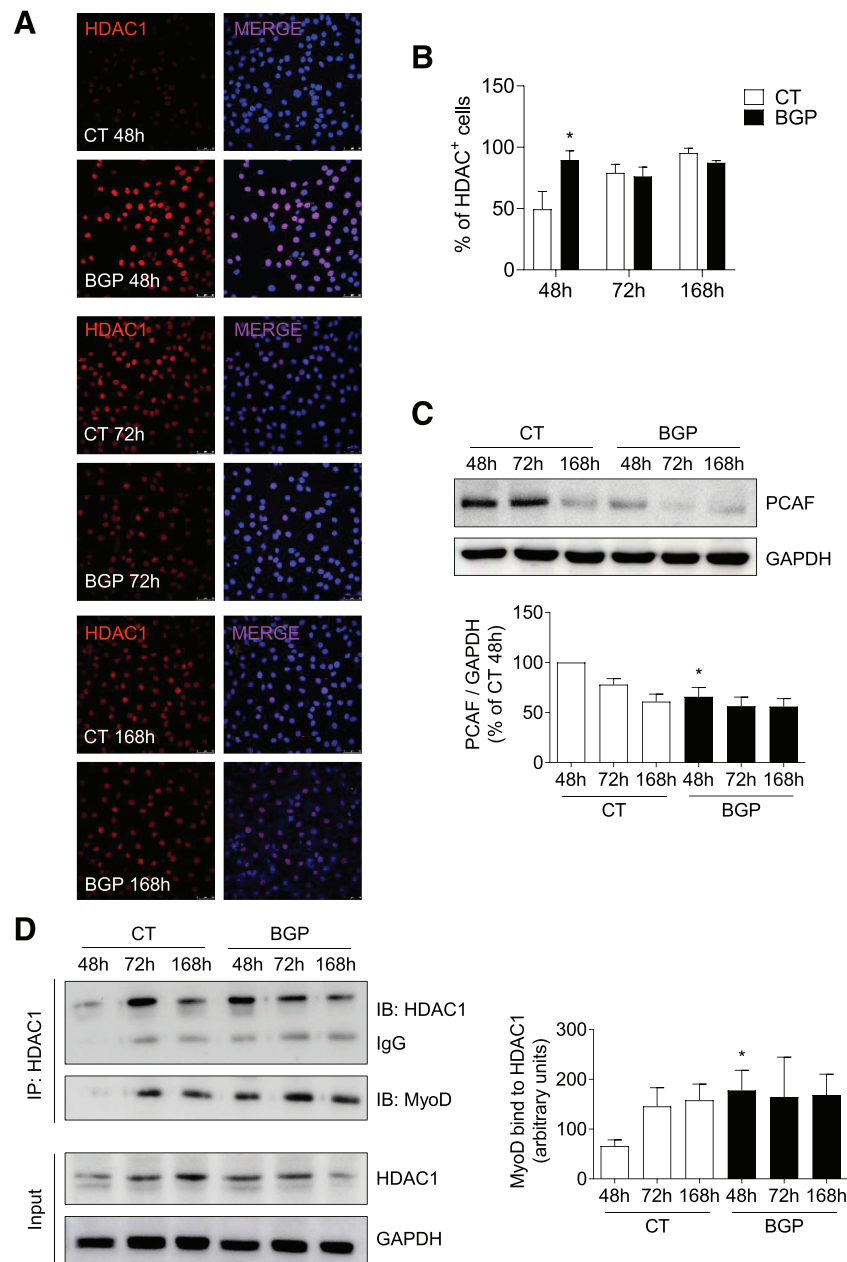 A
HDAC1 MERGE
CT 48h
BGP 48h
HDAC1 MERGE
CT 72h
BGP 72h
HDAC1 MERGE
CT 168h
BGP 168h
B
% of HDAC+ cells
150
100
50
0
*
48h 72h 168h
CT
BGP
C
CT BGP
48h 72h 168h 48h 72h 168h
PCAF
GAPDH
PCAF / GAPDH
(% of CT 48h)
150
100
50
0
*
48h 72h 168h 48h 72h 168h
CT BGP
D
CT BGP
48h 72h 168h 48h 72h 168h
IP: HDAC1
IB: HDAC1
IgG
IB: MyoD
Input
HDAC1
GAPDH
MyoD bind to HDAC1
(arbitrary units)
300
200
100
0
*
48h 72h 168h 48h 72h 168h
CT BGP